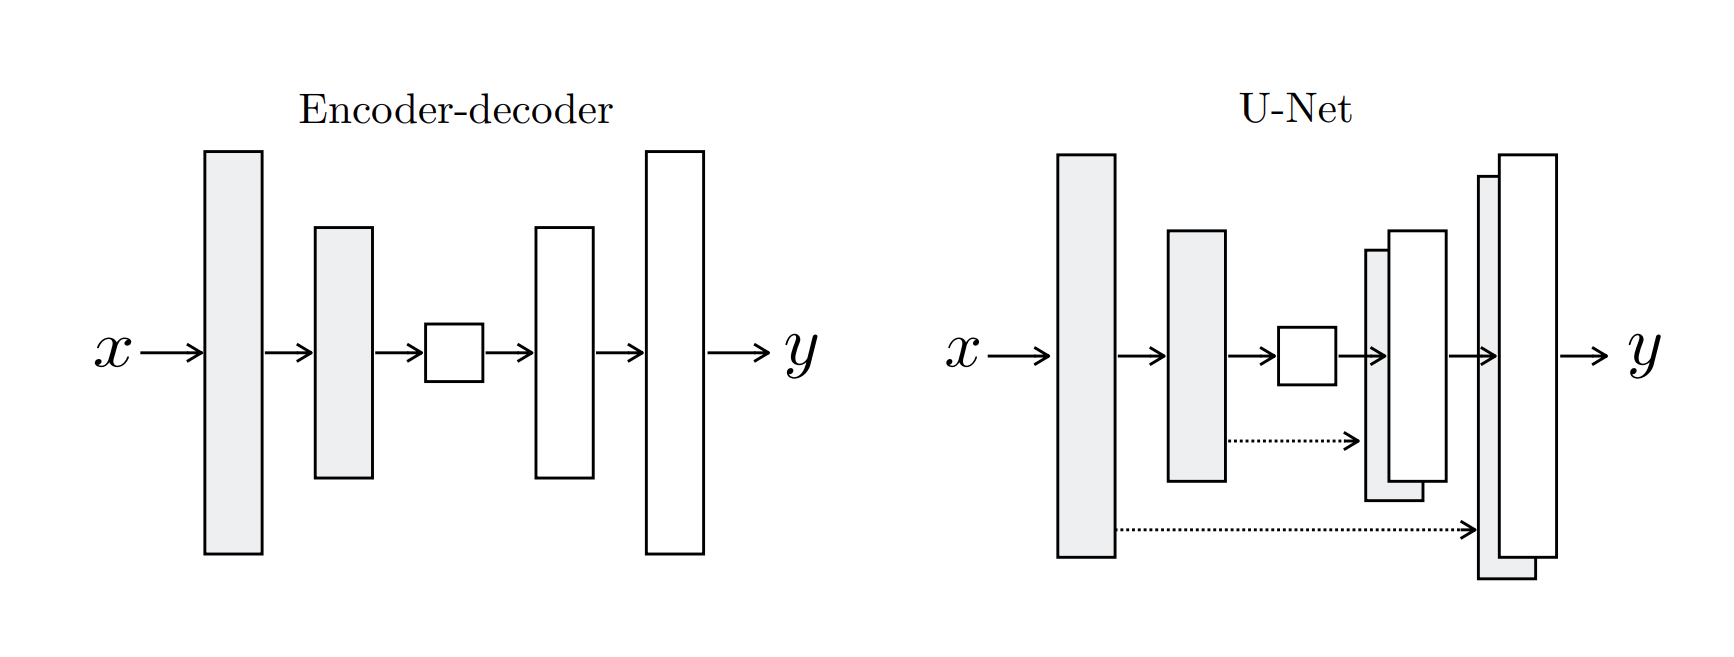 Encoder-decoder
x
y
U-Net
x
y